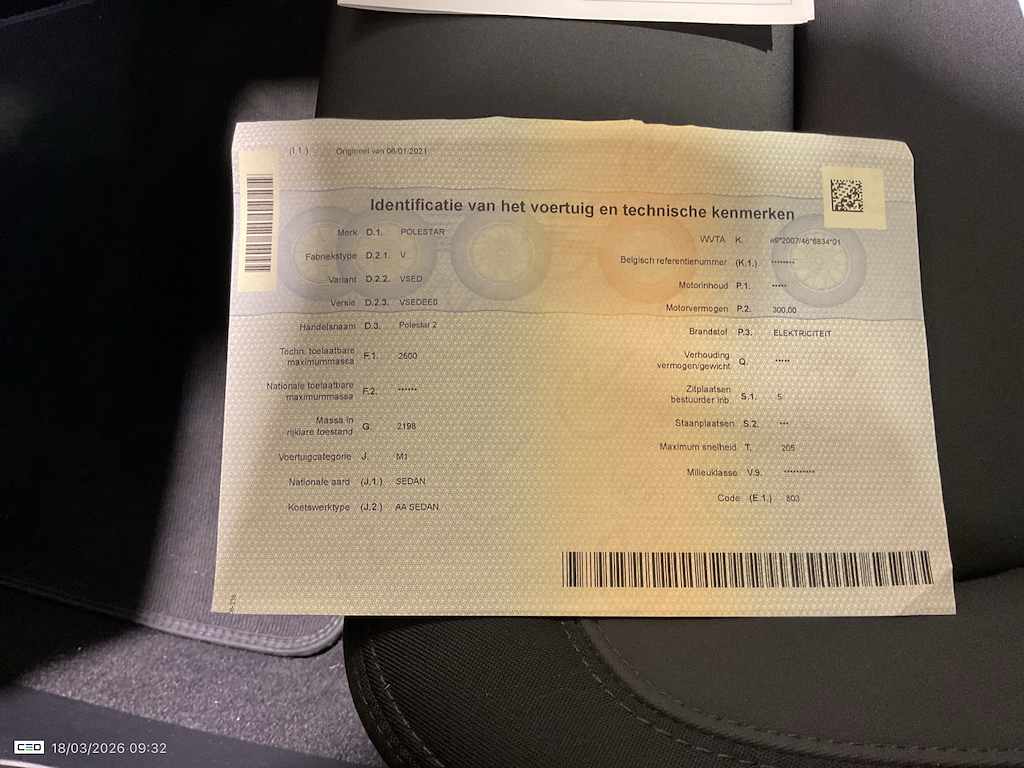 (I.1.) Origineel van 06/01/2021
Identificatie van het voertuig en technische kenmerken
Merk D.1. POLESTAR
Fabriekstype D.2.1. V
Variant D.2.2. VSED
Versie D.2.3. VSEDEE0
Handelsnaam D.3. Polestar 2
Techn. toelaatbare
maximummassa F.1. 2600
Nationale toelaatbare
maximummassa F.2. ******
Massa in
rijklare toestand G. 2198
Voertuigcategorie J. M1
Nationale aard (J.1.) SEDAN
Koetswerktype (J.2.) AA SEDAN
WVTA K. e9*2007/46*6834*01
Belgisch referentienummer (K.1.) ********
Motorinhoud P.1. *****
Motorvermogen P.2. 300,00
Brandstof P.3. ELEKTRICITEIT
Verhouding
vermogen/gewicht Q. *****
Zitplaatsen
bestuurder inb. S.1. 5
Staanplaatsen S.2. ***
Maximum snelheid T. 205
Milieuklasse V.9. **********
Code (E.1.) 803
CEO 18/03/2026 09:32